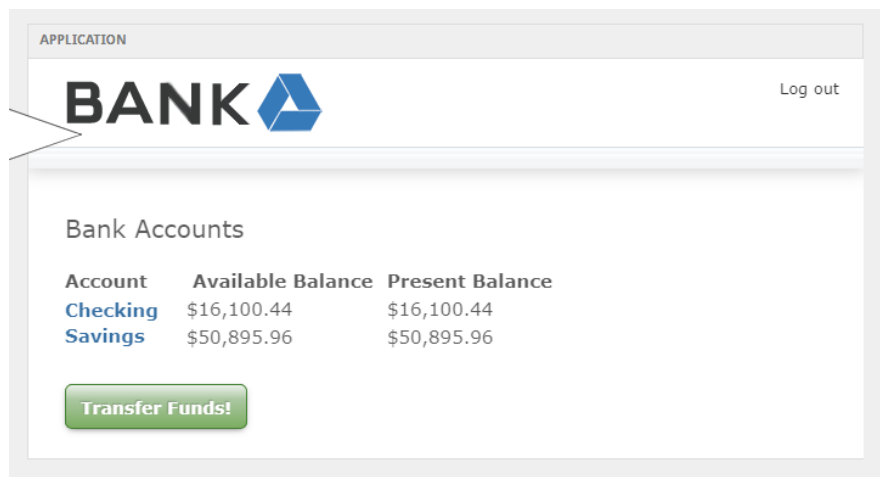 APPLICATION
BANK
Log out
Bank Accounts
Account Available Balance Present Balance
Checking $16,100.44 $16,100.44
Savings $50,895.96 $50,895.96
Transfer Funds!